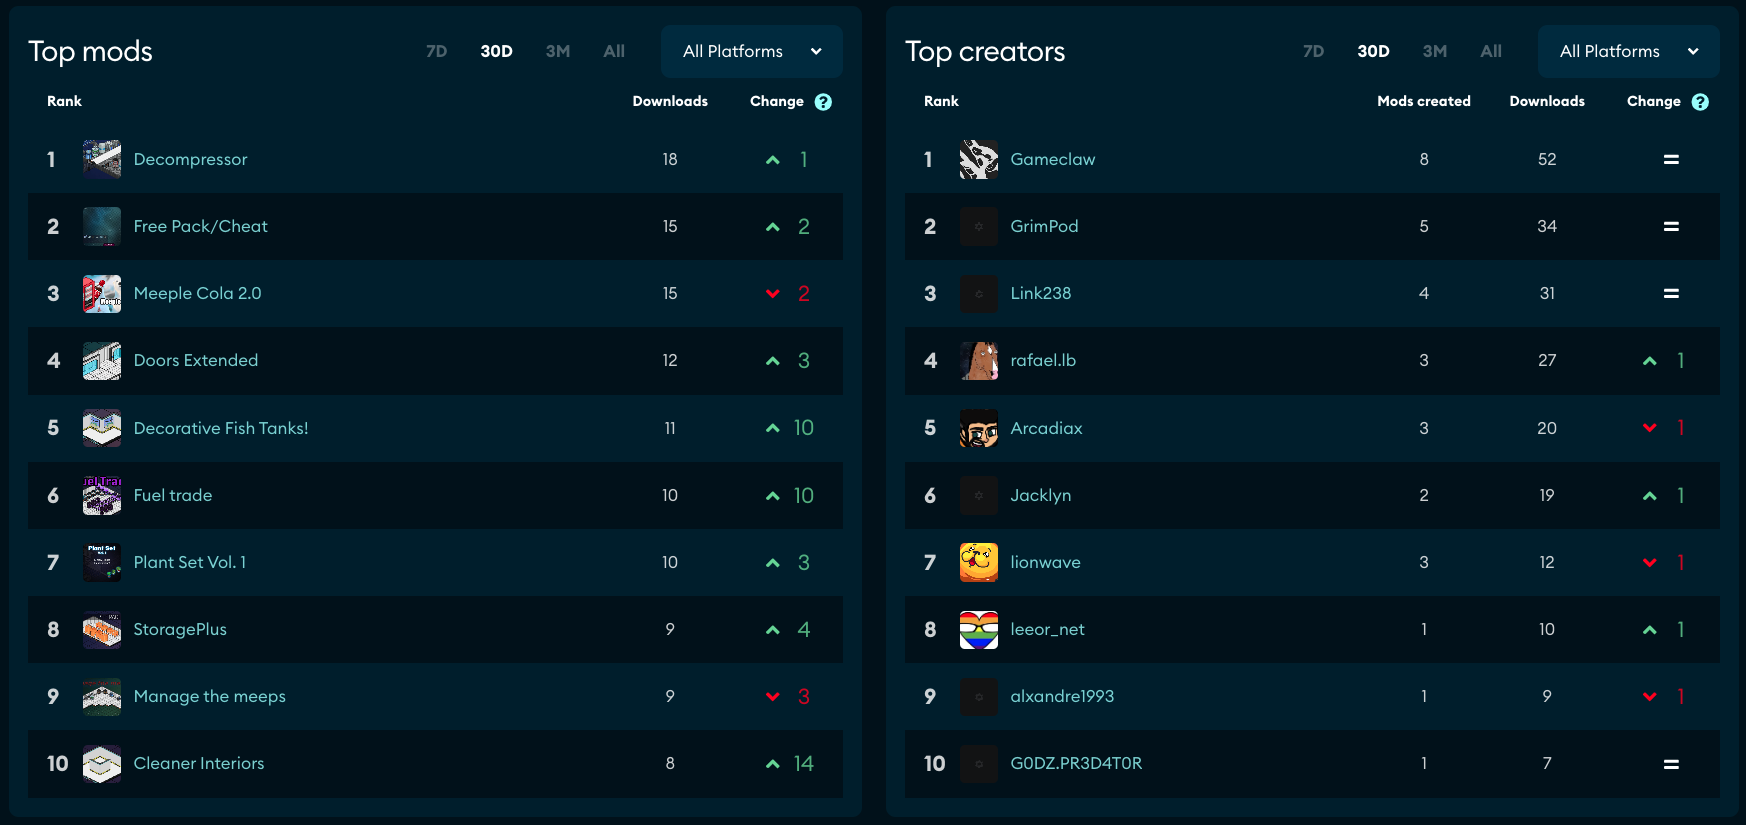 Top mods 7D 30D 3M All All Platforms
Rank Downloads Change ?
1 Decompressor 18 1
2 Free Pack/Cheat 15 2
3 Meeple Cola 2.0 15 2
4 Doors Extended 12 3
5 Decorative Fish Tanks! 11 10
6 Fuel trade 10 10
7 Plant Set Vol. 1 10 3
8 StoragePlus 9 4
9 Manage the meeps 9 3
10 Cleaner Interiors 8 14
Top creators 7D 30D 3M All All Platforms
Rank Mods created Downloads Change ?
1 Gameclaw 8 52 =
2 GrimPod 5 34 =
3 Link238 4 31 =
4 rafael.lb 3 27 1
5 Arcadiax 3 20 1
6 Jacklyn 2 19 1
7 lionwave 3 12 1
8 leeor_net 1 10 1
9 alxandre1993 1 9 1
10 G0DZ.PR3D4T0R 1 7 =